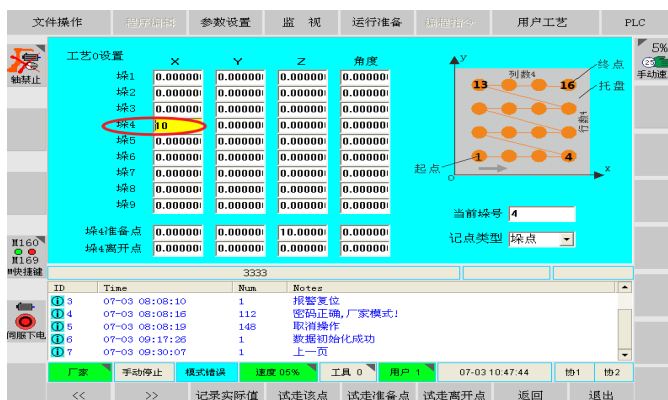 文件操作 程序编辑 参数设置 监 视 运行准备 编程指令 用户工艺 PLC
轴禁止
5%
手动速
工艺0设置
X Y Z 角度
垛1 0.00000 0.00000 0.00000 0.00000
垛2 0.00000 0.00000 0.00000 0.00000
垛3 0.00000 0.00000 0.00000 0.00000
垛4 10 0.00000 0.00000 0.00000
垛5 0.00000 0.00000 0.00000 0.00000
垛6 0.00000 0.00000 0.00000 0.00000
垛7 0.00000 0.00000 0.00000 0.00000
垛8 0.00000 0.00000 0.00000 0.00000
垛9 0.00000 0.00000 0.00000 0.00000
垛4准备点 0.00000 0.00000 10.0000 0.00000
垛4离开点 0.00000 0.00000 0.00000 0.00000
Y
列数4
终点
13 16
托盘
行数4
1 4
起点
O
X
当前垛号 4
记点类型 垛点
M160
M169
M快捷键
伺服下电
3333
ID Time Num Notes
3 07-03 08:08:10 1 报警复位
4 07-03 08:08:16 112 密码正确,厂家模式!
5 07-03 08:08:19 148 取消操作
6 07-03 09:17:26 1 数据初始化成功
7 07-03 09:30:07 1 上一页
厂家 手动停止 模式错误 速度 05% 工具 0 用户 1 07-03 10:47:44 协1 协2
<< >> 记录实际值 试走该点 试走准备点 试走离开点 返回 退出